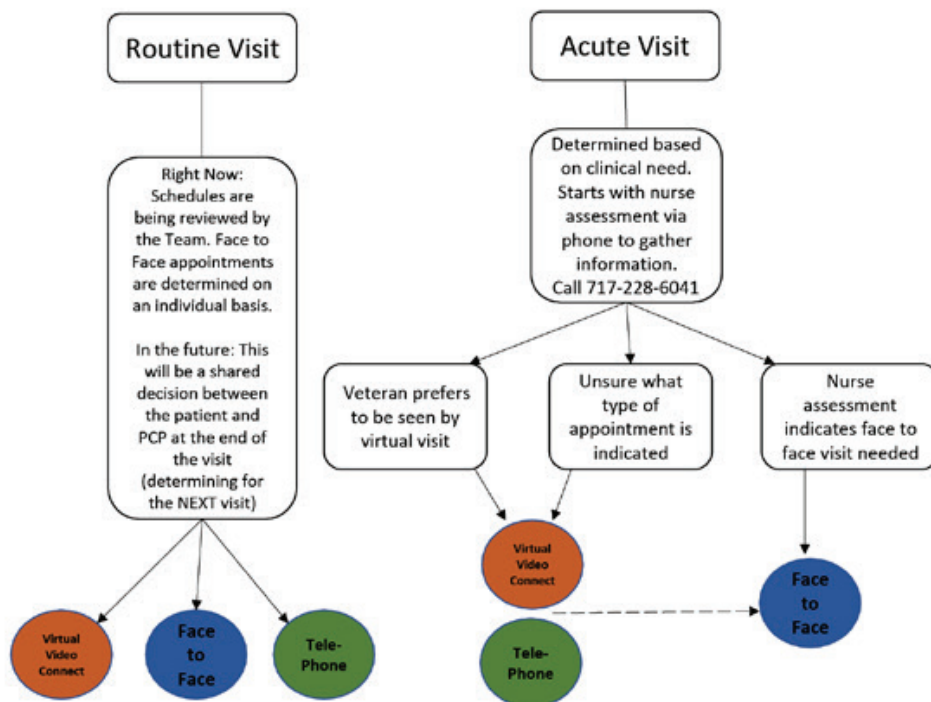 Routine Visit
Right Now:
Schedules are
being reviewed by
the Team. Face to
Face appointments
are determined on
an individual basis.
In the future: This
will be a shared
decision between
the patient and
PCP at the end of
the visit
(determining for
the NEXT visit)
Virtual
Video
Connect
Face
to
Face
Tele-
Phone
Acute Visit
Determined based
on clinical need.
Starts with nurse
assessment via
phone to gather
information.
Call 717-228-6041
Veteran prefers
to be seen by
virtual visit
Unsure what
type of
appointment is
indicated
Nurse
assessment
indicates face to
face visit needed
Virtual
Video
Connect
Tele-
Phone
Face
to
Face